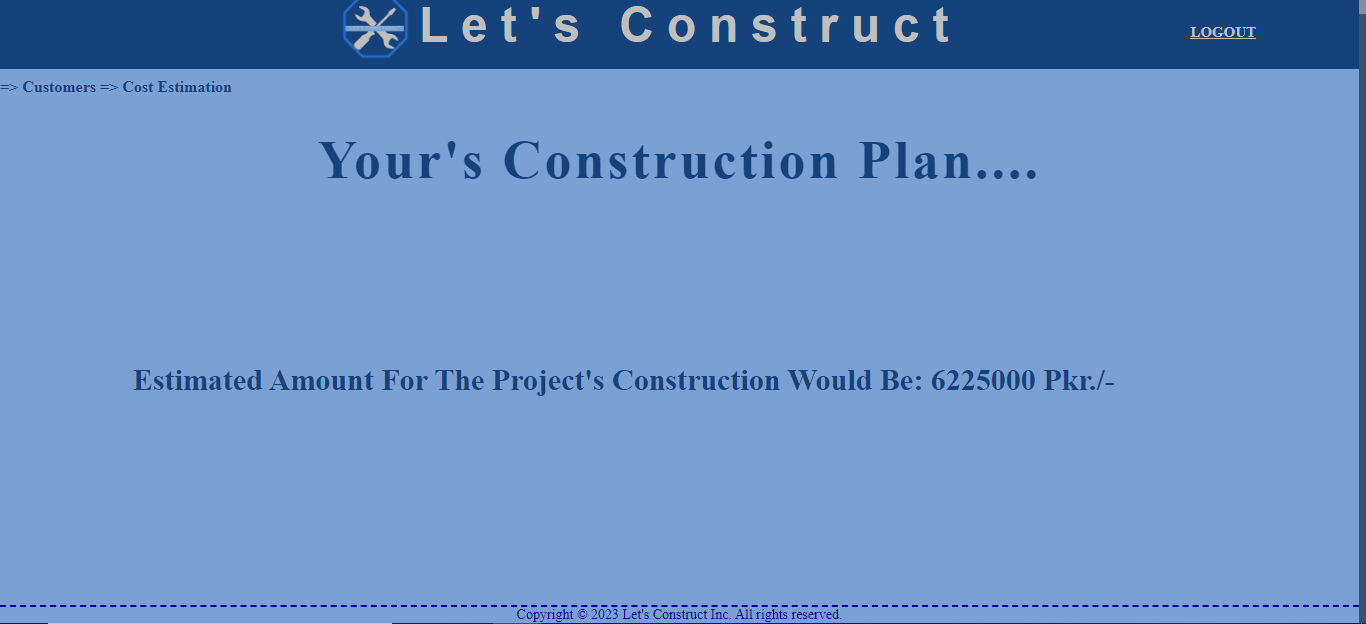 Let's Construct
LOGOUT
=> Customers => Cost Estimation
Your's Construction Plan....
Estimated Amount For The Project's Construction Would Be: 6225000 Pkr./-
Copyright © 2023 Let's Construct Inc. All rights reserved.